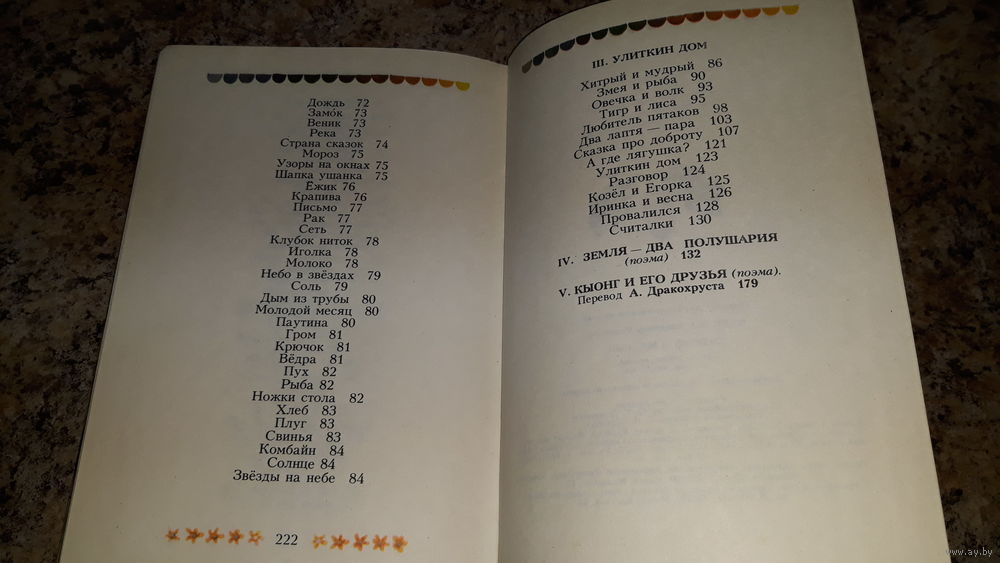 Дождь 72
Замок 73
Веник 73
Река 73
Страна сказок 74
Мороз 75
Узоры на окнах 75
Шапка ушанка 75
Ёжик 76
Крапива 76
Письмо 77
Рак 77
Сеть 77
Клубок ниток 78
Иголка 78
Молоко 78
Небо в звёздах 79
Соль 79
Дым из трубы 80
Молодой месяц 80
Паутина 80
Гром 81
Крючок 81
Вёдра 81
Пух 82
Рыба 82
Ножки стола 82
Хлеб 83
Плуг 83
Свинья 83
Комбайн 84
Солнце 84
Звёзды на небе 84
222
III. УЛИТКИН ДОМ
Хитрый и мудрый 86
Змея и рыба 90
Овечка и волк 93
Тигр и лиса 95
Любитель пятаков 98
Два лаптя — пара 103
Сказка про доброту 107
А где лягушка? 121
Улиткин дом 123
Разговор 124
Козёл и Егорка 125
Иринка и весна 126
Провалился 128
Считалки 130
IV. ЗЕМЛЯ — ДВА ПОЛУШАРИЯ
(поэма) 132
V. КЫОНГ И ЕГО ДРУЗЬЯ (поэма).
Перевод А. Дракохруста 179
www.ay.by